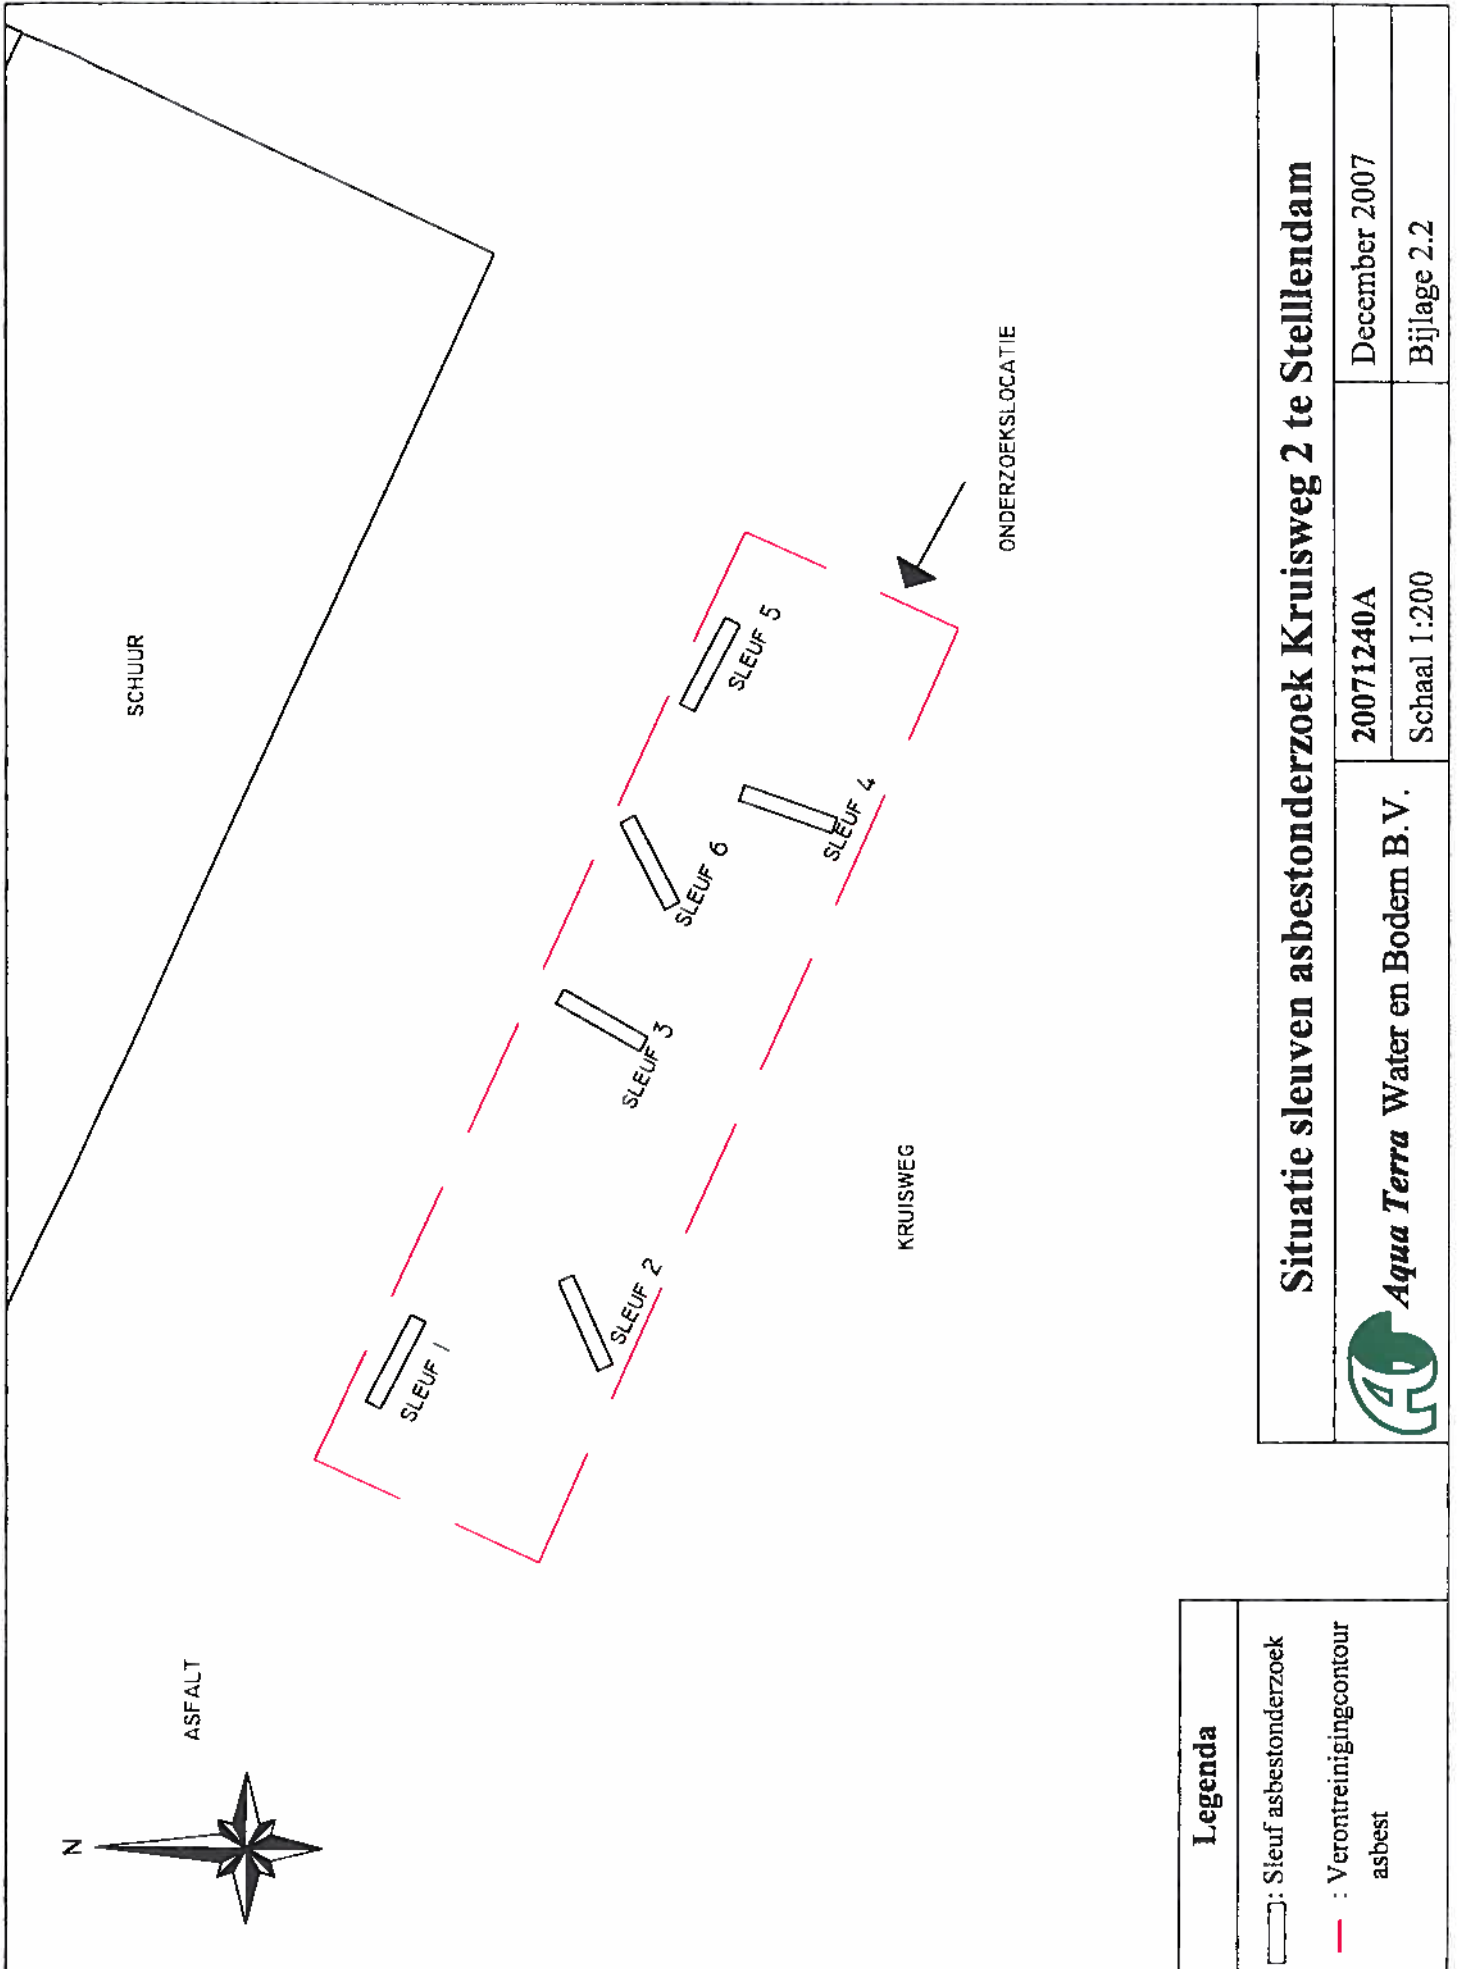 N
ASFALT
SCHUUR
SLEUF 1
SLEUF 2
SLEUF 3
SLEUF 6
SLEUF 4
SLEUF 5
KRUISWEG
ONDERZOEKSLOCATIE
Legenda
: Sleuf asbestonderzoek
: Verontreinigingcontour
asbest
Situatie sleuven asbestonderzoek Kruisweg 2 te Stelllendam
Aqua Terra Water en Bodem B.V.
20071240A
December 2007
Schaal 1:200
Bijlage 2.2